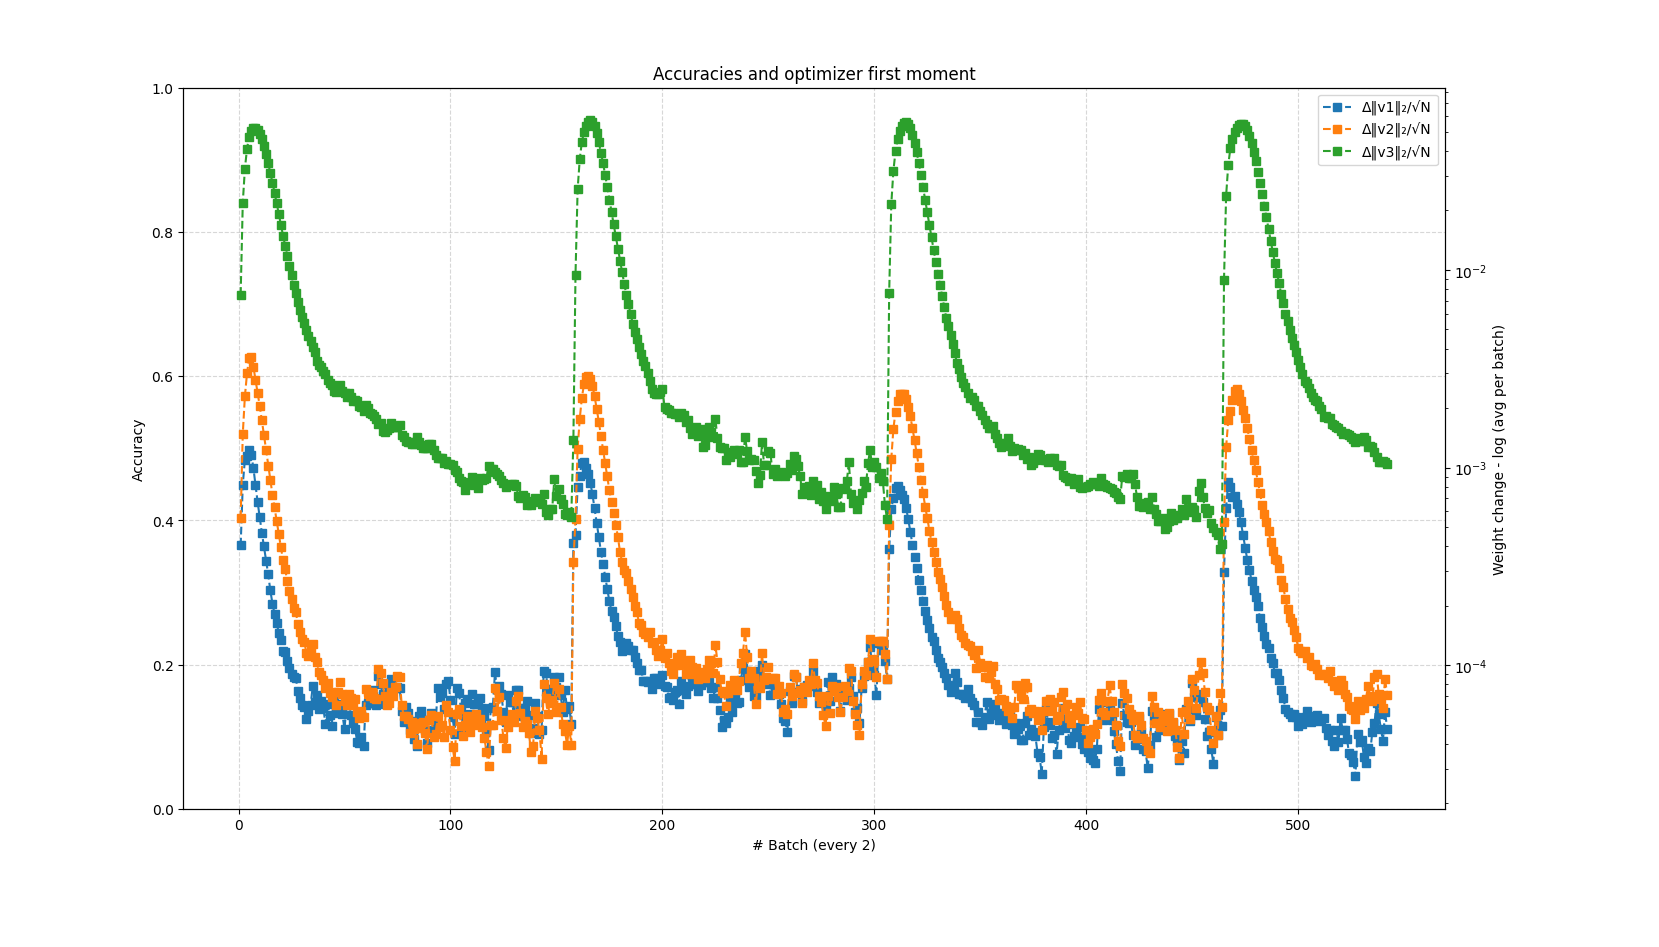 Accuracies and optimizer first moment
Δ‖v1‖₂/√N
Δ‖v2‖₂/√N
Δ‖v3‖₂/√N
1.0
0.8
0.6
0.4
0.2
0.0
Accuracy
10⁻²
10⁻³
10⁻⁴
Weight change - log (avg per batch)
0 100 200 300 400 500
# Batch (every 2)